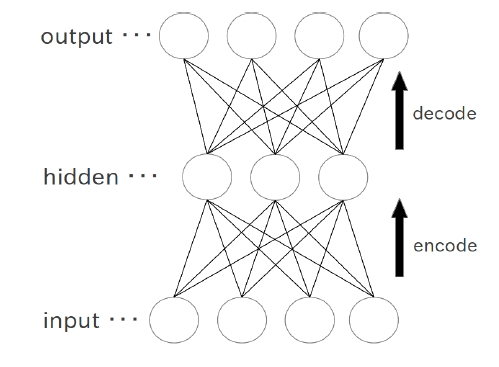 output ···
decode
hidden ···
encode
input ···